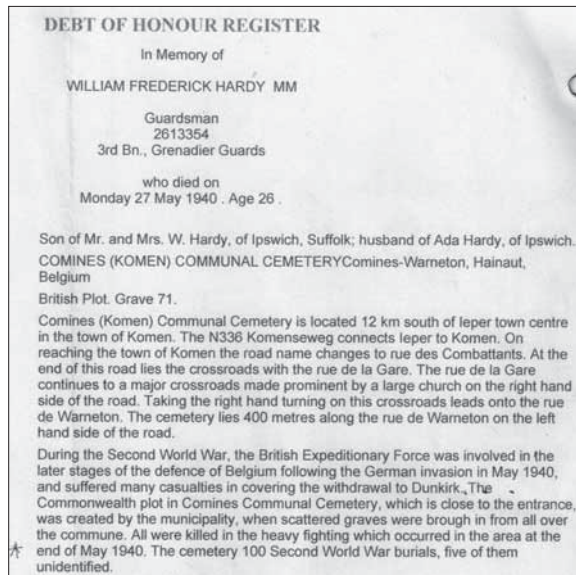 DEBT OF HONOUR REGISTER
In Memory of
WILLIAM FREDERICK HARDY MM
Guardsman
2613354
3rd Bn., Grenadier Guards
who died on
Monday 27 May 1940 . Age 26 .
Son of Mr. and Mrs. W. Hardy, of Ipswich, Suffolk; husband of Ada Hardy, of Ipswich.
COMINES (KOMEN) COMMUNAL CEMETERYComines-Warneton, Hainaut,
Belgium
British Plot. Grave 71.
Comines (Komen) Communal Cemetery is located 12 km south of Ieper town centre
in the town of Komen. The N336 Komenseweg connects Ieper to Komen. On
reaching the town of Komen the road name changes to rue des Combattants. At the
end of this road lies the crossroads with the rue de la Gare. The rue de la Gare
continues to a major crossroads made prominent by a large church on the right hand
side of the road. Taking the right hand turning on this crossroads leads onto the rue
de Warneton. The cemetery lies 400 metres along the rue de Warneton on the left
hand side of the road.
During the Second World War, the British Expeditionary Force was involved in the
later stages of the defence of Belgium following the German invasion in May 1940,
and suffered many casualties in covering the withdrawal to Dunkirk. The
Commonwealth plot in Comines Communal Cemetery, which is close to the entrance,
was created by the municipality, when scattered graves were brough in from all over
the commune. All were killed in the heavy fighting which occurred in the area at the
end of May 1940. The cemetery 100 Second World War burials, five of them
unidentified.